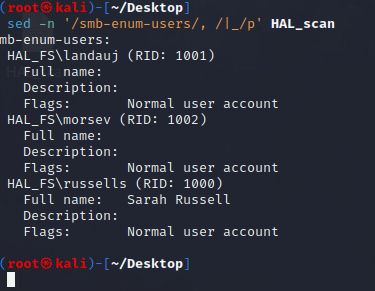 (root㉿kali)-[~/Desktop]
sed -n '/smb-enum-users/, /|_/p' HAL_scan
mb-enum-users:
HAL_FS\landauj (RID: 1001)
Full name:
Description:
Flags: Normal user account
HAL_FS\morsev (RID: 1002)
Full name:
Description:
Flags: Normal user account
HAL_FS\russells (RID: 1000)
Full name: Sarah Russell
Description:
Flags: Normal user account
(root㉿kali)-[~/Desktop]